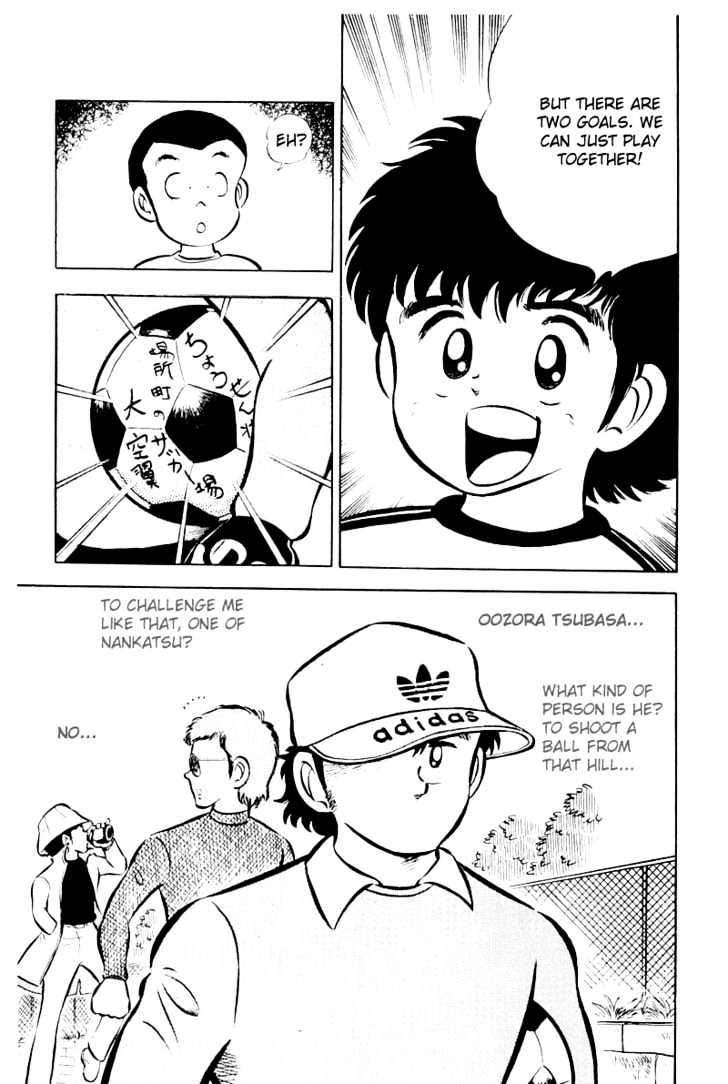 BUT THERE ARE
TWO GOALS. WE
CAN JUST PLAY
TOGETHER!
EH?
ちょうせん
場所町の
サッカー場
大
空翼
TO CHALLENGE ME
LIKE THAT, ONE OF
NANKATSU?
OOZORA TSUBASA...
WHAT KIND OF
PERSON IS HE?
TO SHOOT A
BALL FROM
THAT HILL...
NO...
adidas